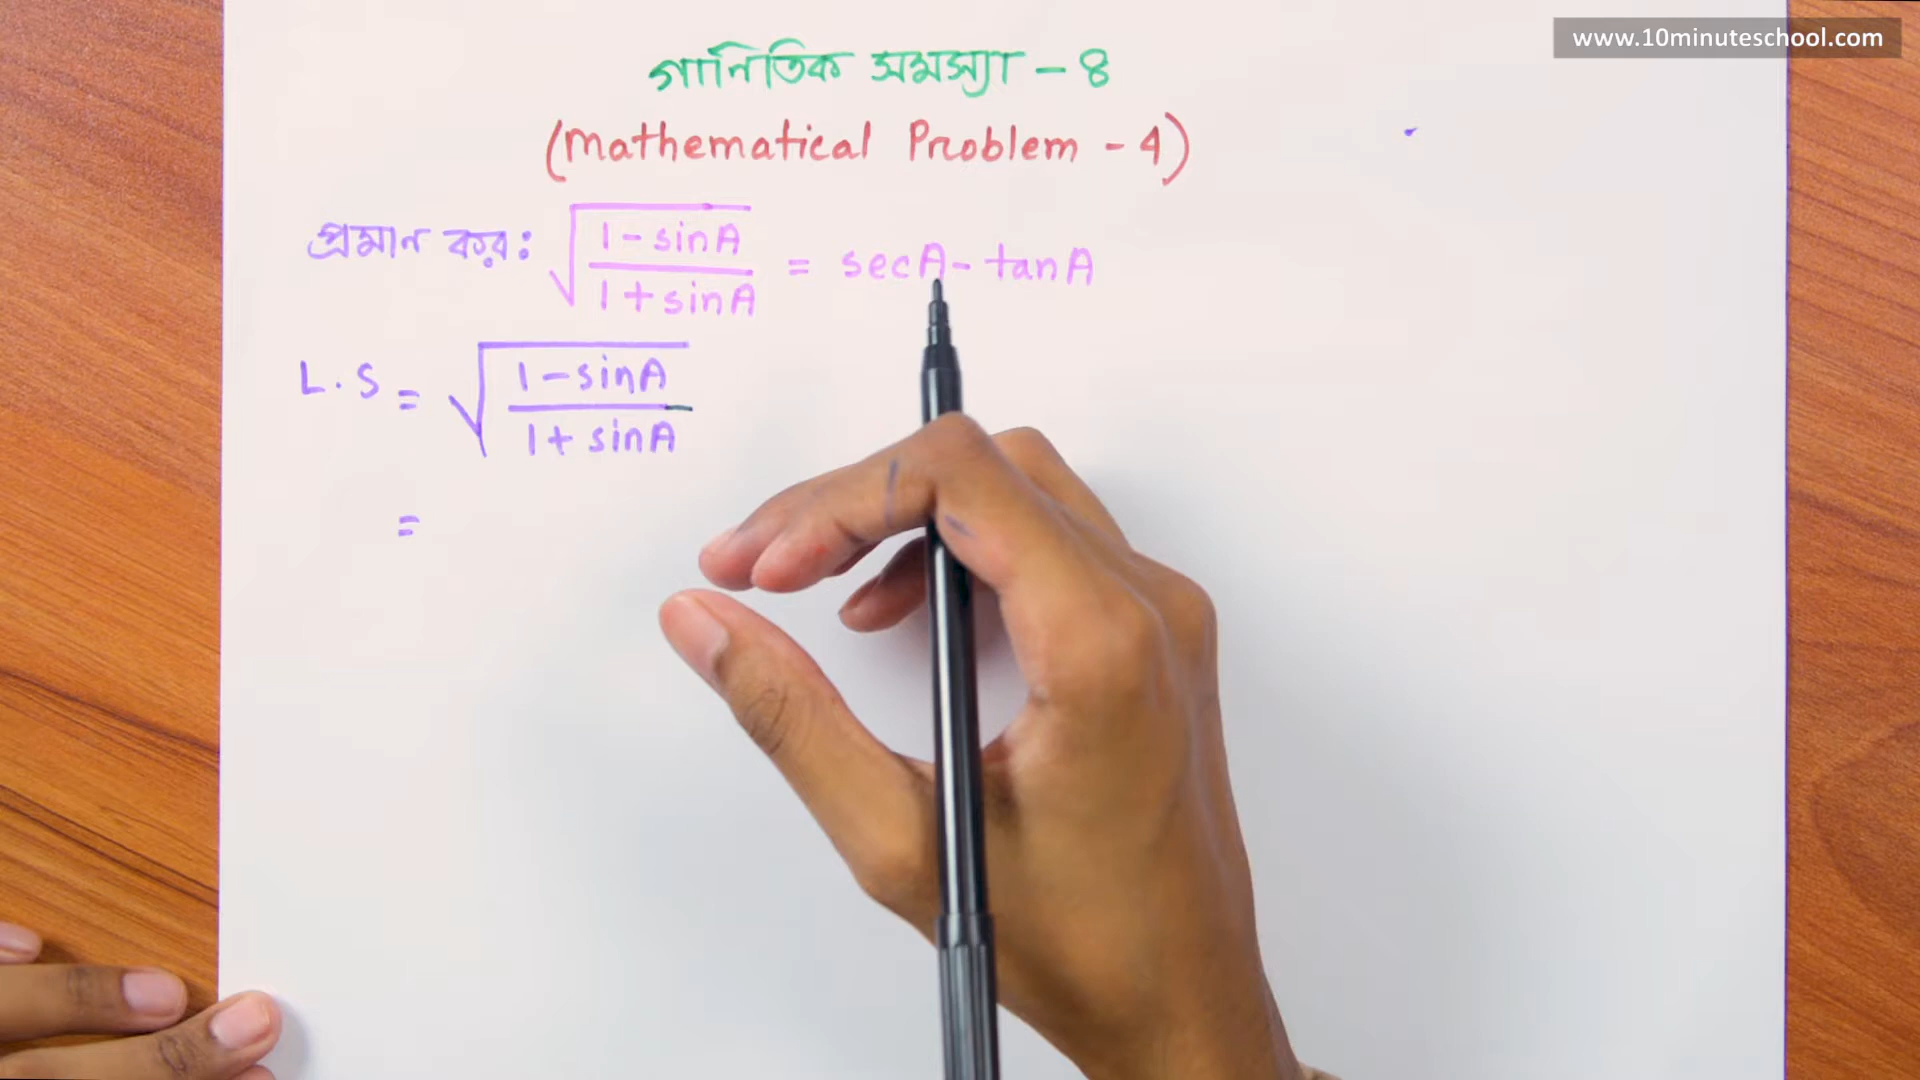 www.10minuteschool.com
গানিতিক সমস্যা - ৪
(Mathematical Problem - 4)
প্রমান কর: √((1 - sinA)/(1 + sinA)) = secA - tanA
L.S = √((1 - sinA)/(1 + sinA))
=